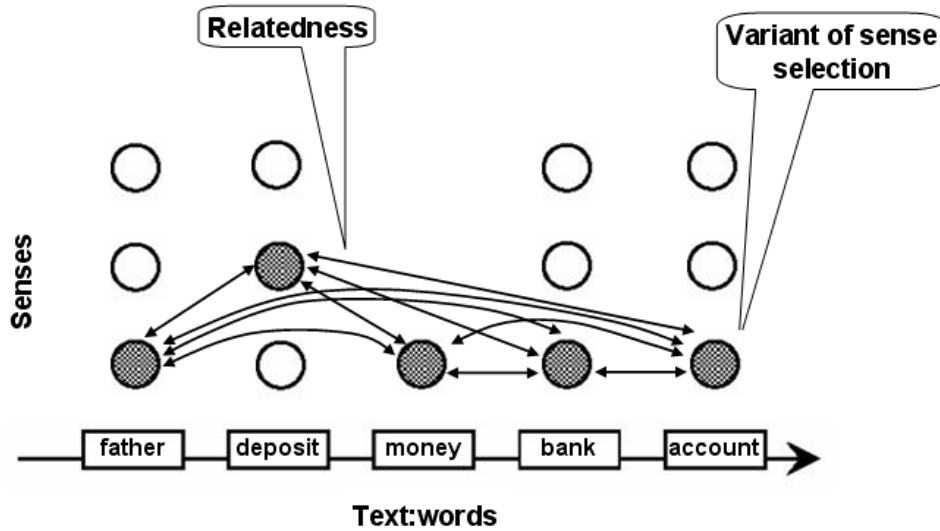 Relatedness
Variant of sense
selection
Senses
father
deposit
money
bank
account
Text:words